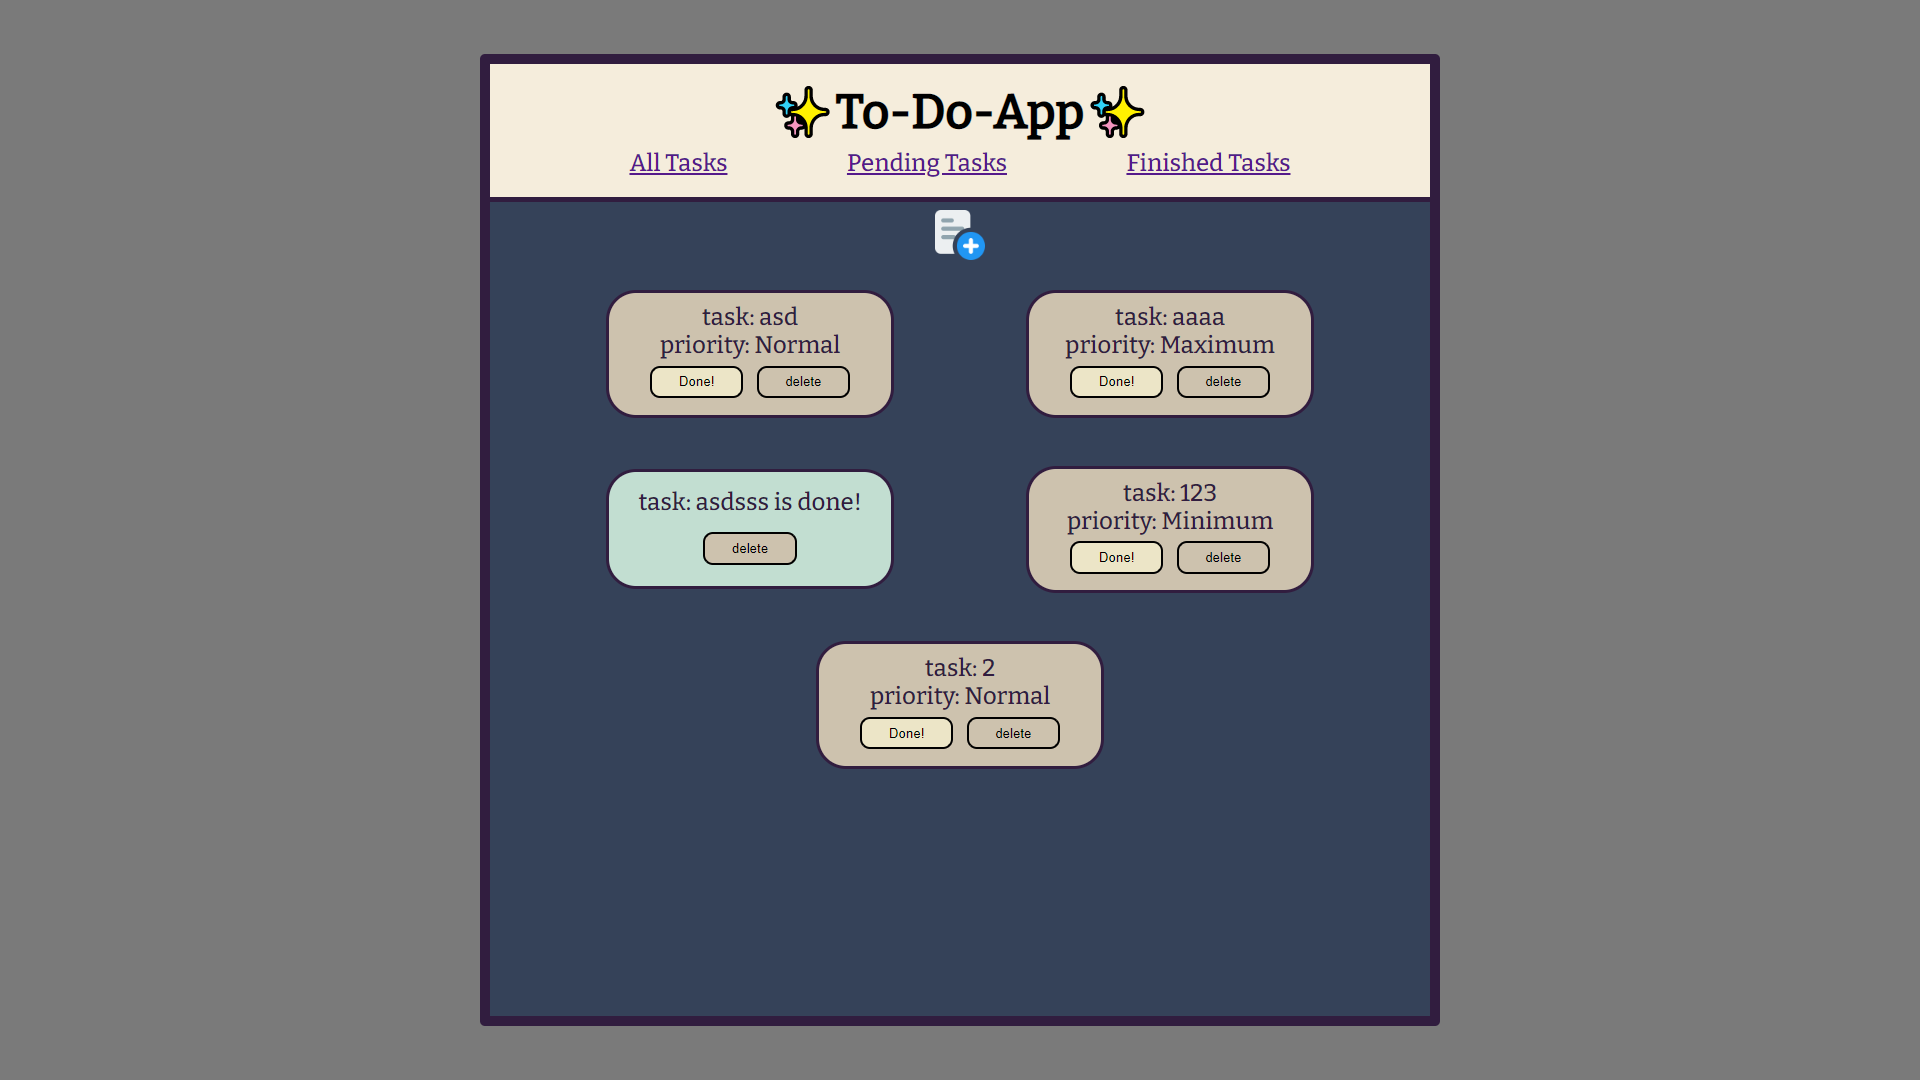 ✨To-Do-App✨
All Tasks
Pending Tasks
Finished Tasks
task: asd
priority: Normal
Done!
delete
task: aaaa
priority: Maximum
Done!
delete
task: asdsss is done!
delete
task: 123
priority: Minimum
Done!
delete
task: 2
priority: Normal
Done!
delete